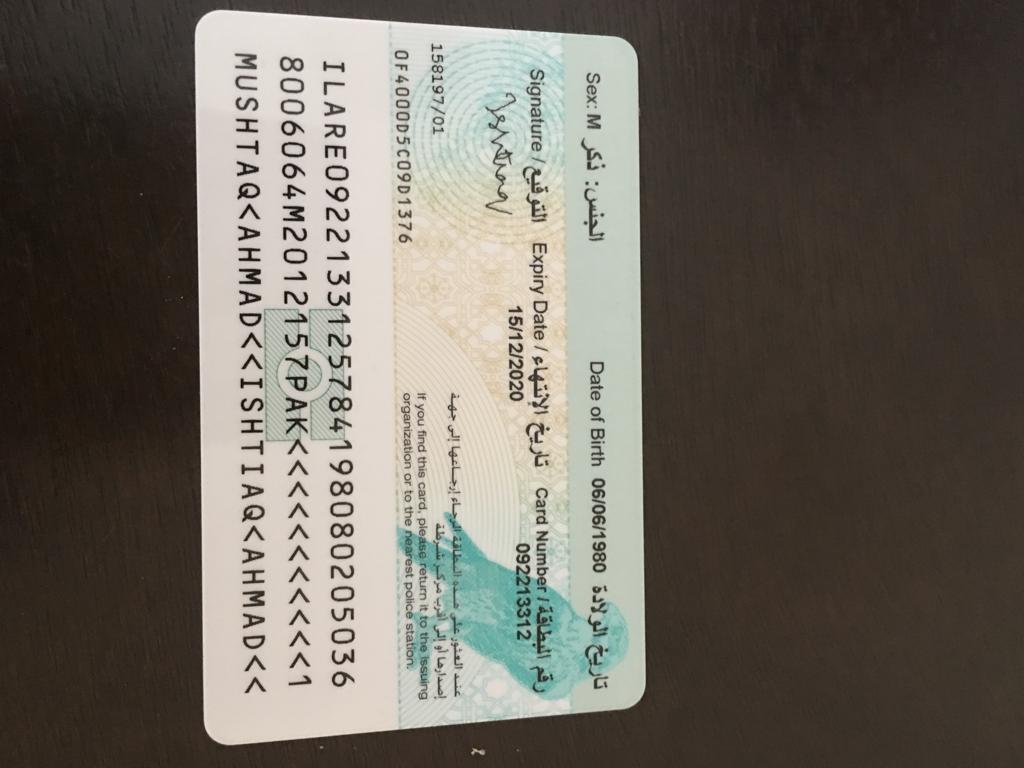 Sex: M الجنس: ذكر Date of Birth 06/06/1980 تاريخ الولادة
Signature / التوقيع Expiry Date / تاريخ الإنتهاء Card Number / رقم البطاقة
15/12/2020 092213312
عند العثور على هذه البطاقة الرجاء إرجاعها إلى جهة
إصدارها أو إلى أقرب مركز شرطة
158197/01
If you find this card, please return it to the issuing
0F4000D5C09D1376
organization or to the nearest police station.
ILARE0922133125784198080205036
8006064M2012157PAK<<<<<<<<<<<1
MUSHTAQ<AHMAD<<ISHTIAQ<AHMAD<<